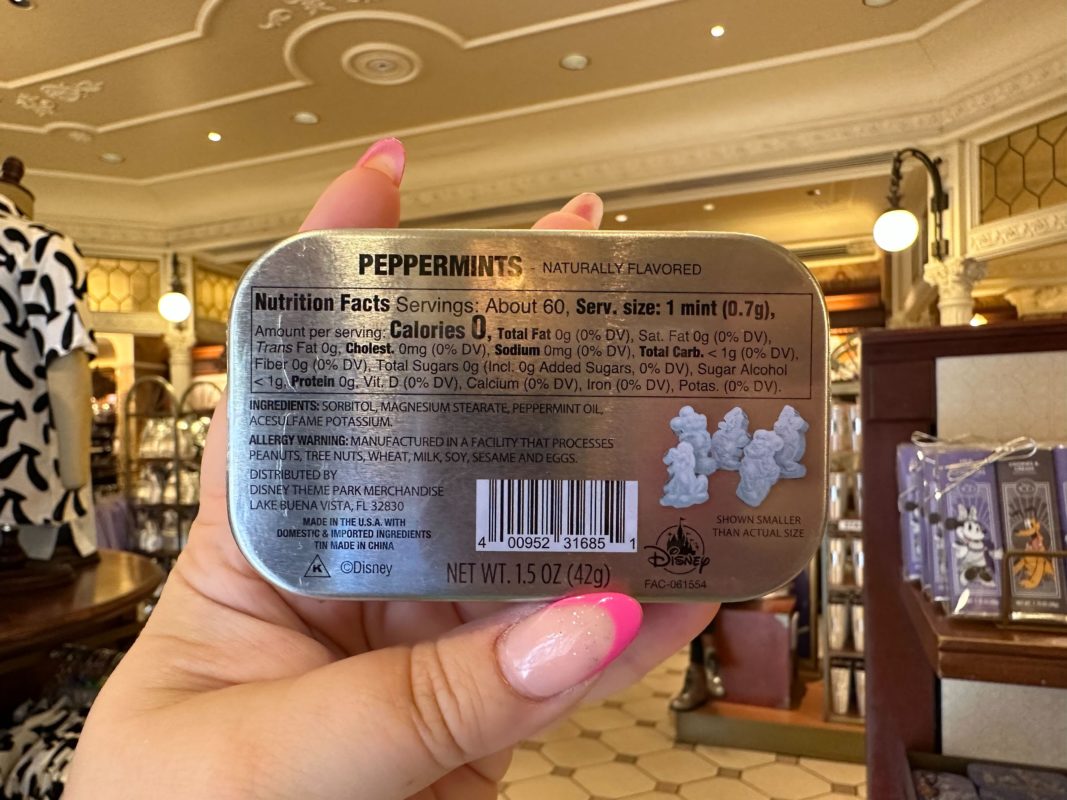 PEPPERMINTS - NATURALLY FLAVORED
Nutrition Facts Servings: About 60, Serv. size: 1 mint (0.7g),
Amount per serving: Calories 0, Total Fat 0g (0% DV), Sat. Fat 0g (0% DV),
Trans Fat 0g, Cholest. 0mg (0% DV), Sodium 0mg (0% DV), Total Carb. < 1g (0% DV),
Fiber 0g (0% DV), Total Sugars 0g (Incl. 0g Added Sugars, 0% DV), Sugar Alcohol
< 1g, Protein 0g, Vit. D (0% DV), Calcium (0% DV), Iron (0% DV), Potas. (0% DV).
INGREDIENTS: SORBITOL, MAGNESIUM STEARATE, PEPPERMINT OIL,
ACESULFAME POTASSIUM.
ALLERGY WARNING: MANUFACTURED IN A FACILITY THAT PROCESSES
PEANUTS, TREE NUTS, WHEAT, MILK, SOY, SESAME AND EGGS.
DISTRIBUTED BY
DISNEY THEME PARK MERCHANDISE
LAKE BUENA VISTA, FL 32830
MADE IN THE U.S.A. WITH
DOMESTIC & IMPORTED INGREDIENTS
TIN MADE IN CHINA
K ©Disney
4 00952 31685 1
NET WT. 1.5 OZ (42g)
Disney
FAC-061554
SHOWN SMALLER
THAN ACTUAL SIZE